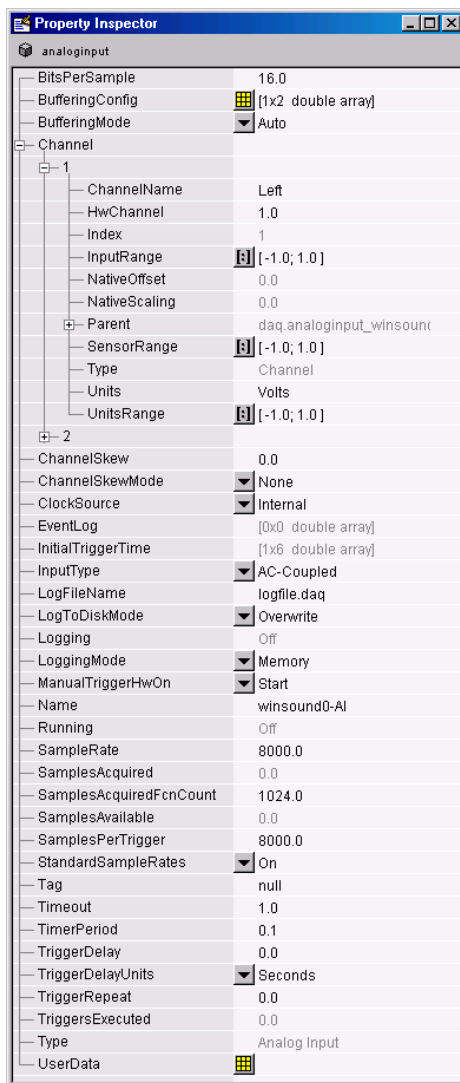 Property Inspector
analoginput
BitsPerSample 16.0
BufferingConfig [1x2 double array]
BufferingMode Auto
Channel
1
ChannelName Left
HwChannel 1.0
Index 1
InputRange [:] [ -1.0; 1.0 ]
NativeOffset 0.0
NativeScaling 0.0
Parent daq.analoginput_winsound
SensorRange [:] [ -1.0; 1.0 ]
Type Channel
Units Volts
UnitsRange [:] [ -1.0; 1.0 ]
2
ChannelSkew 0.0
ChannelSkewMode None
ClockSource Internal
EventLog [0x0 double array]
InitialTriggerTime [1x6 double array]
InputType AC-Coupled
LogFileName logfile.daq
LogToDiskMode Overwrite
Logging Off
LoggingMode Memory
ManualTriggerHwOn Start
Name winsound0-AI
Running Off
SampleRate 8000.0
SamplesAcquired 0.0
SamplesAcquiredFcnCount 1024.0
SamplesAvailable 0.0
SamplesPerTrigger 8000.0
StandardSampleRates On
Tag null
Timeout 1.0
TimerPeriod 0.1
TriggerDelay 0.0
TriggerDelayUnits Seconds
TriggerRepeat 0.0
TriggersExecuted 0.0
Type Analog Input
UserData